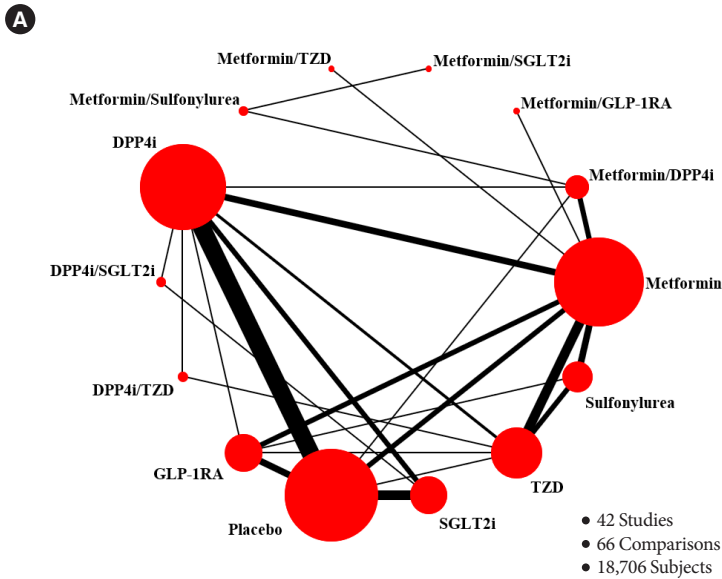 A
Metformin/TZD
Metformin/SGLT2i
Metformin/Sulfonylurea
Metformin/GLP-1RA
DPP4i
Metformin/DPP4i
DPP4i/SGLT2i
Metformin
DPP4i/TZD
Sulfonylurea
GLP-1RA
TZD
Placebo
SGLT2i
• 42 Studies
• 66 Comparisons
• 18,706 Subjects